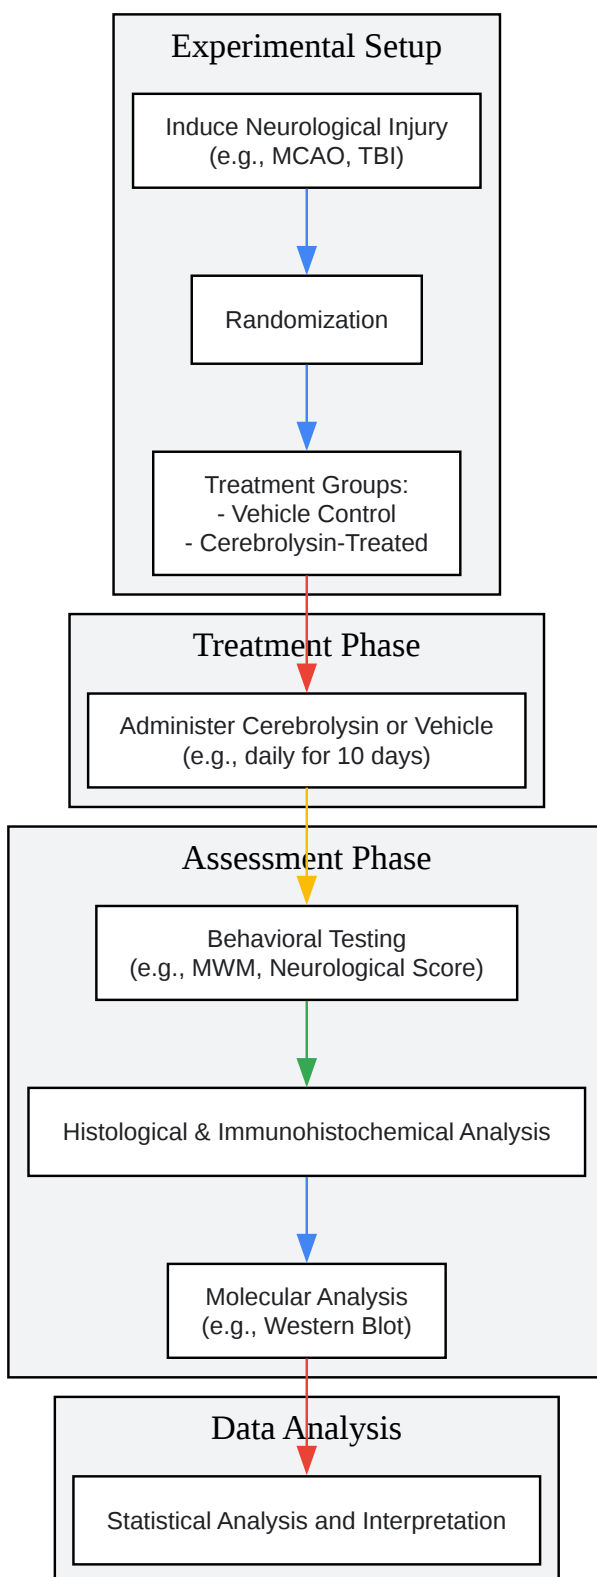 Experimental Setup
Induce Neurological Injury
(e.g., MCAO, TBI)
Randomization
Treatment Groups:
- Vehicle Control
- Cerebrolysin-Treated
Treatment Phase
Administer Cerebrolysin or Vehicle
(e.g., daily for 10 days)
Assessment Phase
Behavioral Testing
(e.g., MWM, Neurological Score)
Histological & Immunohistochemical Analysis
Molecular Analysis
(e.g., Western Blot)
Data Analysis
Statistical Analysis and Interpretation